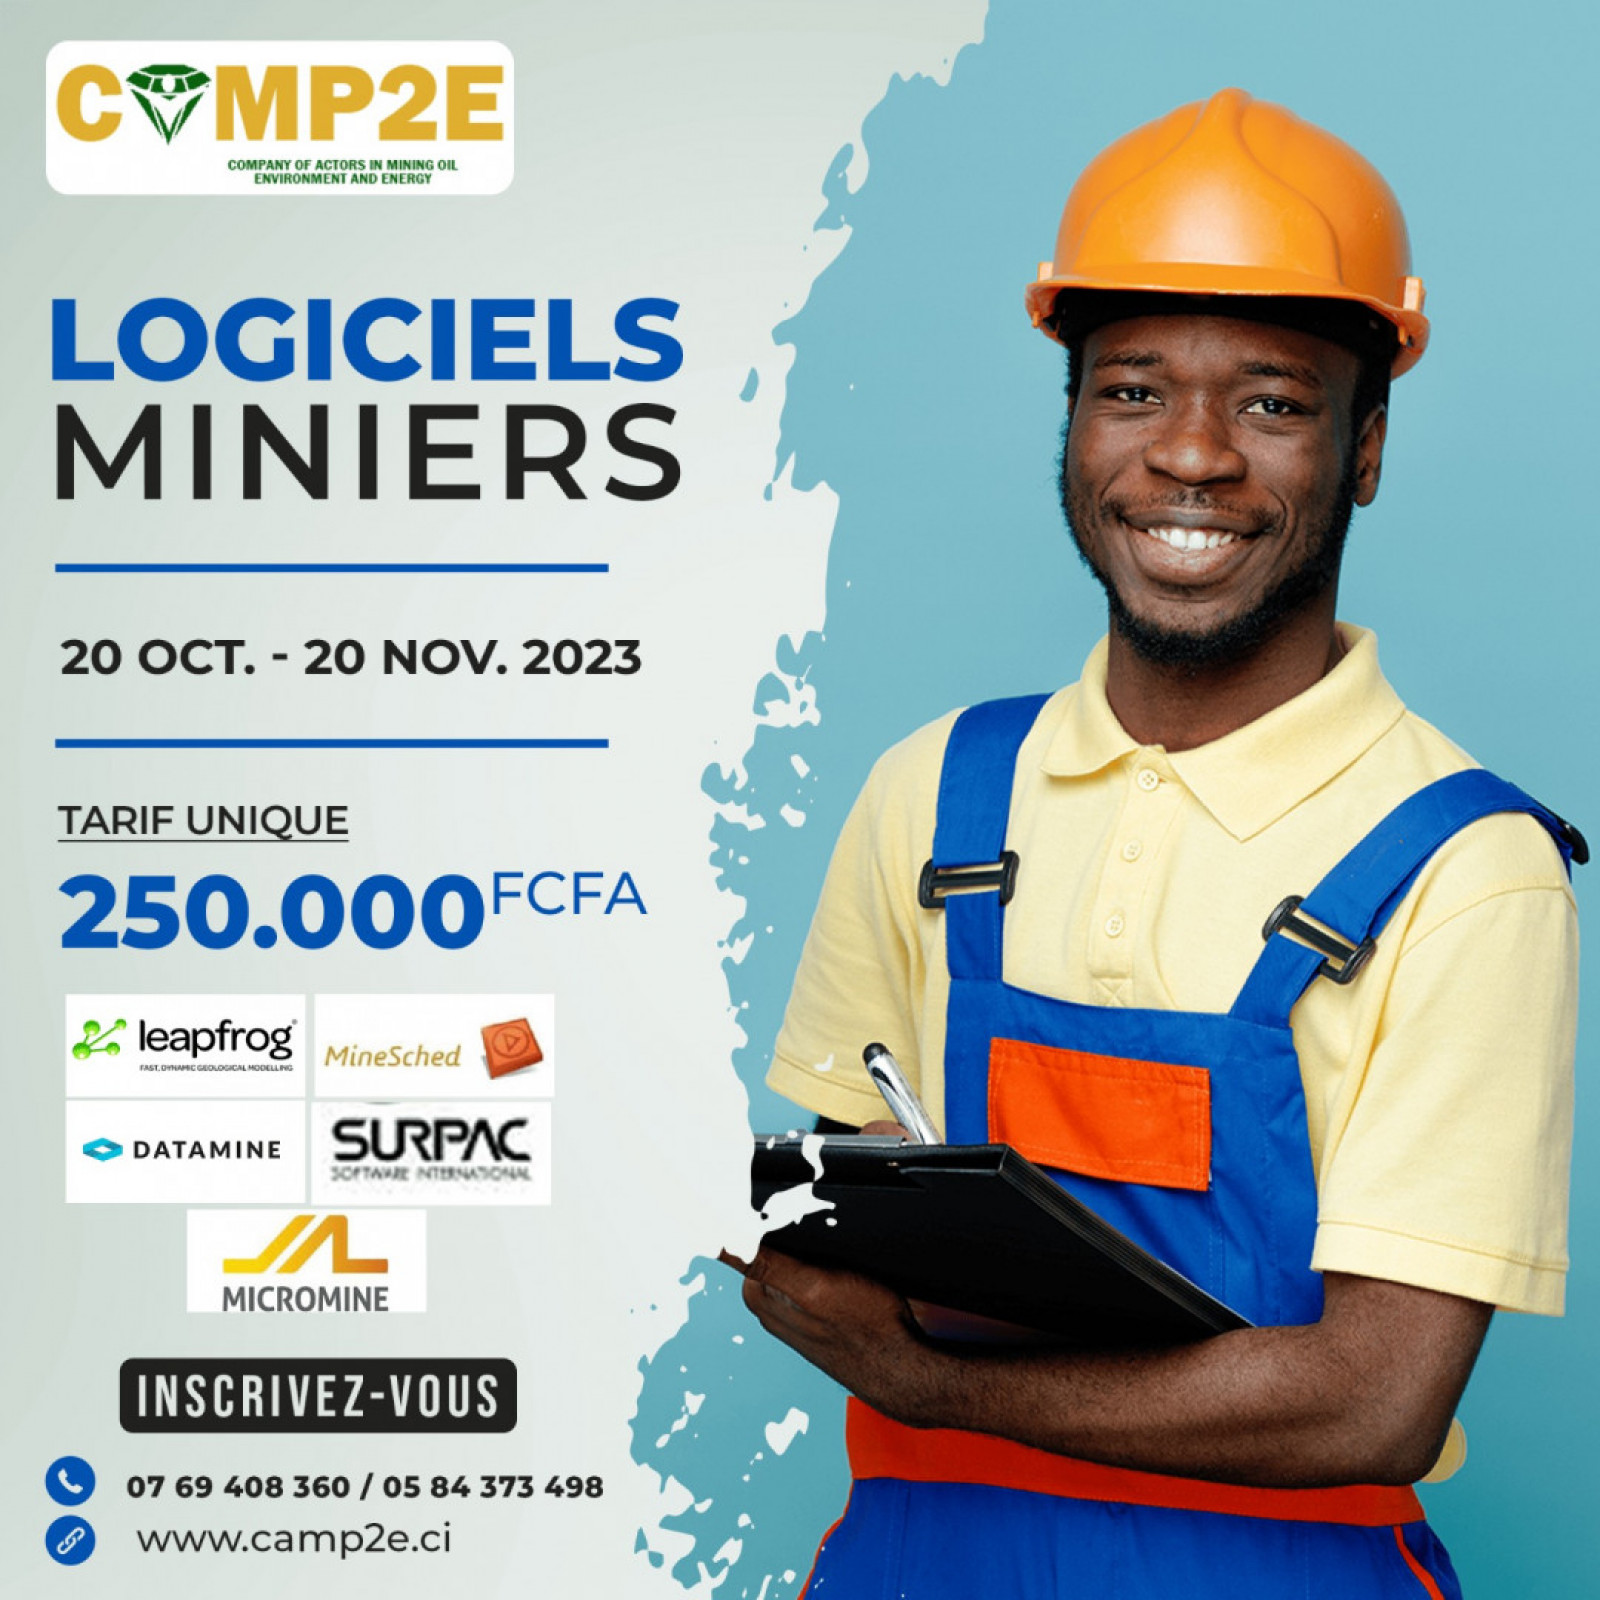 CAMP2E
COMPANY OF ACTORS IN MINING OIL
ENVIRONMENT AND ENERGY
LOGICIELS
MINIERS
20 OCT. - 20 NOV. 2023
TARIF UNIQUE
250.000 FCFA
leapfrog®
FAST, DYNAMIC GEOLOGICAL MODELLING
MineSched
DATAMINE
SURPAC
SOFTWARE INTERNATIONAL
MICROMINE
INSCRIVEZ-VOUS
07 69 408 360 / 05 84 373 498
www.camp2e.ci